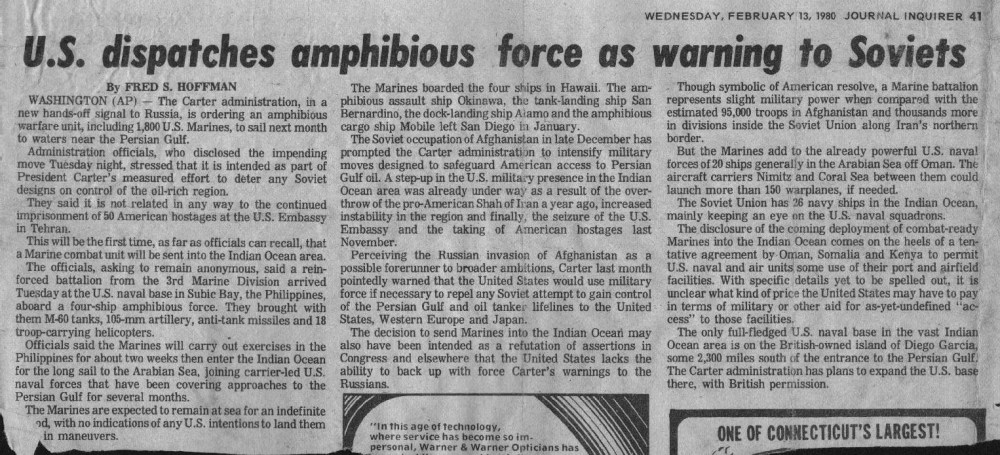 WEDNESDAY, FEBRUARY 13, 1980 JOURNAL INQUIRER 41
U.S. dispatches amphibious force as warning to Soviets
By FRED S. HOFFMAN
WASHINGTON (AP) — The Carter administration, in a
new hands-off signal to Russia, is ordering an amphibious
warfare unit, including 1,800 U.S. Marines, to sail next month
to waters near the Persian Gulf.
Administration officials, who disclosed the impending
move Tuesday night, stressed that it is intended as part of
President Carter's measured effort to deter any Soviet
designs on control of the oil-rich region.
They said it is not related in any way to the continued
imprisonment of 50 American hostages at the U.S. Embassy
in Tehran.
This will be the first time, as far as officials can recall, that
a Marine combat unit will be sent into the Indian Ocean area.
The officials, asking to remain anonymous, said a rein-
forced battalion from the 3rd Marine Division arrived
Tuesday at the U.S. naval base in Subic Bay, the Philippines,
aboard a four-ship amphibious force. They brought with
them M-60 tanks, 105-mm artillery, anti-tank missiles and 18
troop-carrying helicopters.
Officials said the Marines will carry out exercises in the
Philippines for about two weeks then enter the Indian Ocean
for the long sail to the Arabian Sea, joining carrier-led U.S.
naval forces that have been covering approaches to the
Persian Gulf for several months.
The Marines are expected to remain at sea for an indefinite
od, with no indications of any U.S. intentions to land them
in maneuvers.
The Marines boarded the four ships in Hawaii. The am-
phibious assault ship Okinawa, the tank-landing ship San
Bernardino, the dock-landing ship Alamo and the amphibious
cargo ship Mobile left San Diego in January.
The Soviet occupation of Afghanistan in late December has
prompted the Carter administration to intensify military
moves designed to safeguard American access to Persian
Gulf oil. A step-up in the U.S. military presence in the Indian
Ocean area was already under way as a result of the over-
throw of the pro-American Shah of Iran a year ago, increased
instability in the region and finally, the seizure of the U.S.
Embassy and the taking of American hostages last
November.
Perceiving the Russian invasion of Afghanistan as a
possible forerunner to broader ambitions, Carter last month
pointedly warned that the United States would use military
force if necessary to repel any Soviet attempt to gain control
of the Persian Gulf and oil tanker lifelines to the United
States, Western Europe and Japan.
The decision to send Marines into the Indian Ocean may
also have been intended as a refutation of assertions in
Congress and elsewhere that the United States lacks the
ability to back up with force Carter's warnings to the
Russians.
Though symbolic of American resolve, a Marine battalion
represents slight military power when compared with the
estimated 95,000 troops in Afghanistan and thousands more
in divisions inside the Soviet Union along Iran's northern
border.
But the Marines add to the already powerful U.S. naval
forces of 20 ships generally in the Arabian Sea off Oman. The
aircraft carriers Nimitz and Coral Sea between them could
launch more than 150 warplanes, if needed.
The Soviet Union has 26 navy ships in the Indian Ocean,
mainly keeping an eye on the U.S. naval squadrons.
The disclosure of the coming deployment of combat-ready
Marines into the Indian Ocean comes on the heels of a ten-
tative agreement by Oman, Somalia and Kenya to permit
U.S. naval and air units some use of their port and airfield
facilities. With specific details yet to be spelled out, it is
unclear what kind of price the United States may have to pay
in terms of military or other aid for as-yet-undefined "ac-
cess" to those facilities.
The only full-fledged U.S. naval base in the vast Indian
Ocean area is on the British-owned island of Diego Garcia,
some 2,300 miles south of the entrance to the Persian Gulf.
The Carter administration has plans to expand the U.S. base
there, with British permission.
"In this age of technology,
where service has become so im-
personal, Warner & Warner Opticians has
ONE OF CONNECTICUT'S LARGEST!